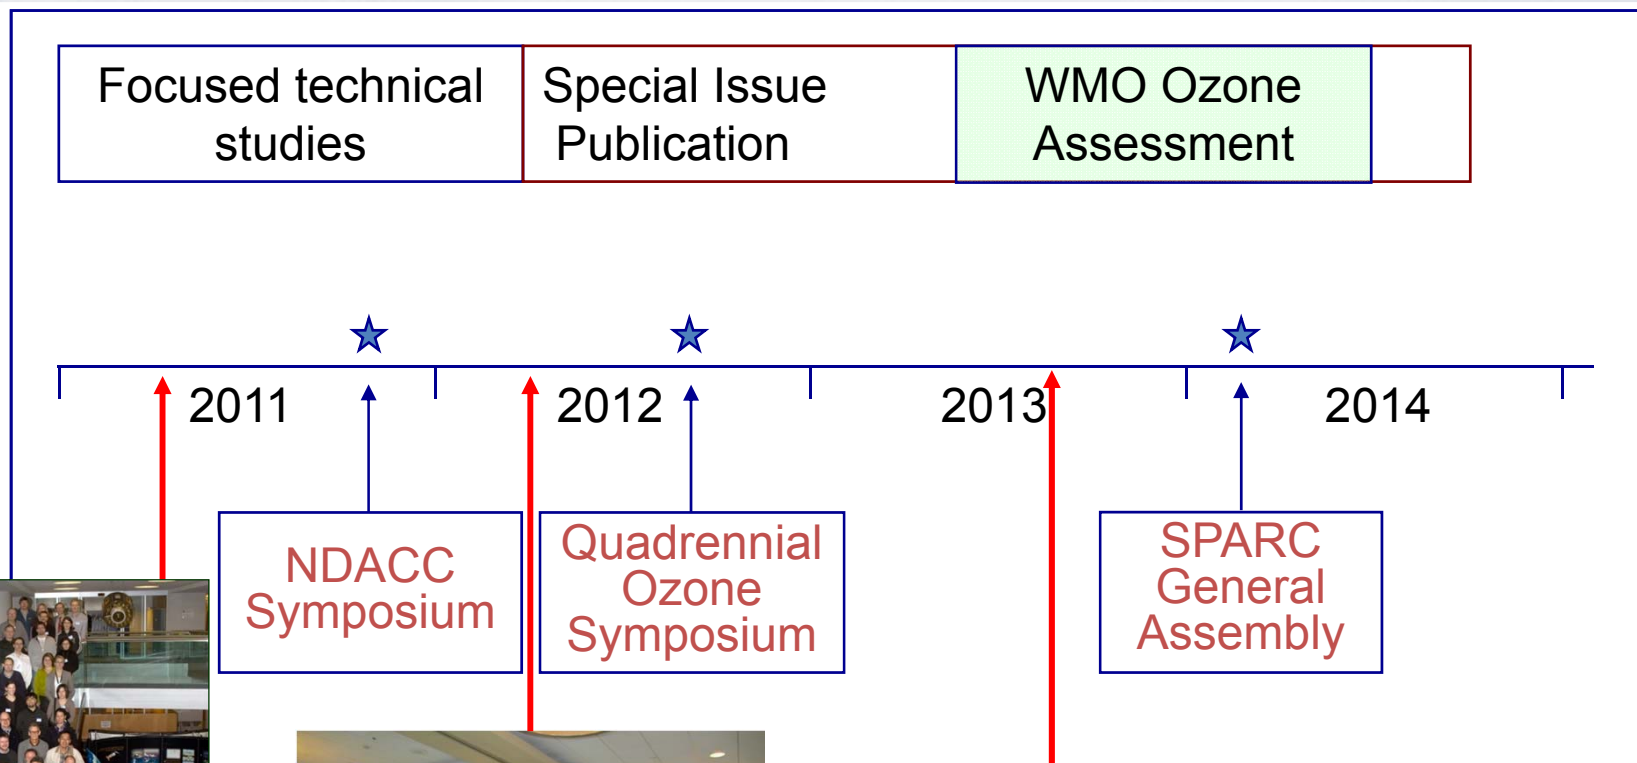 Focused technical
studies
Special Issue
Publication
WMO Ozone
Assessment
2011
2012
2013
2014
NDACC
Symposium
Quadrennial
Ozone
Symposium
SPARC
General
Assembly